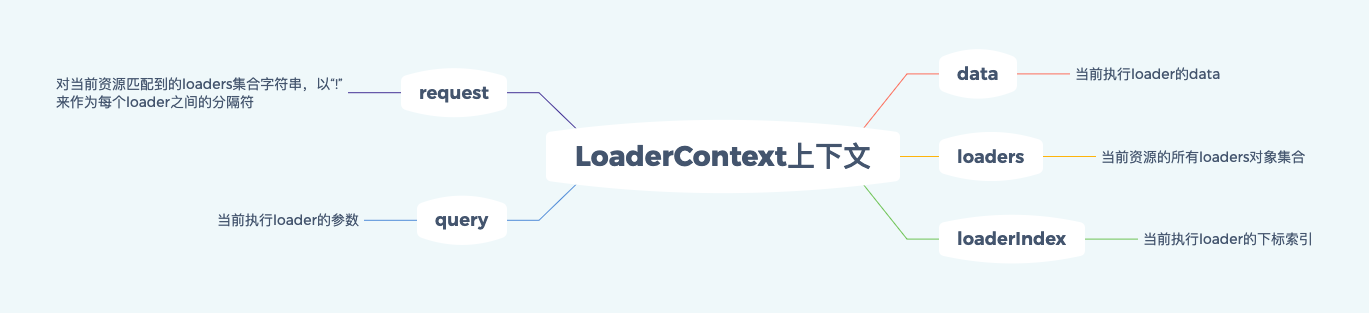 LoaderContext上下文
data
当前执行loader的data
loaders
当前资源的所有loaders对象集合
loaderIndex
当前执行loader的下标索引
request
对当前资源匹配到的loaders集合字符串，以“!”
来作为每个loader之间的分隔符
query
当前执行loader的参数